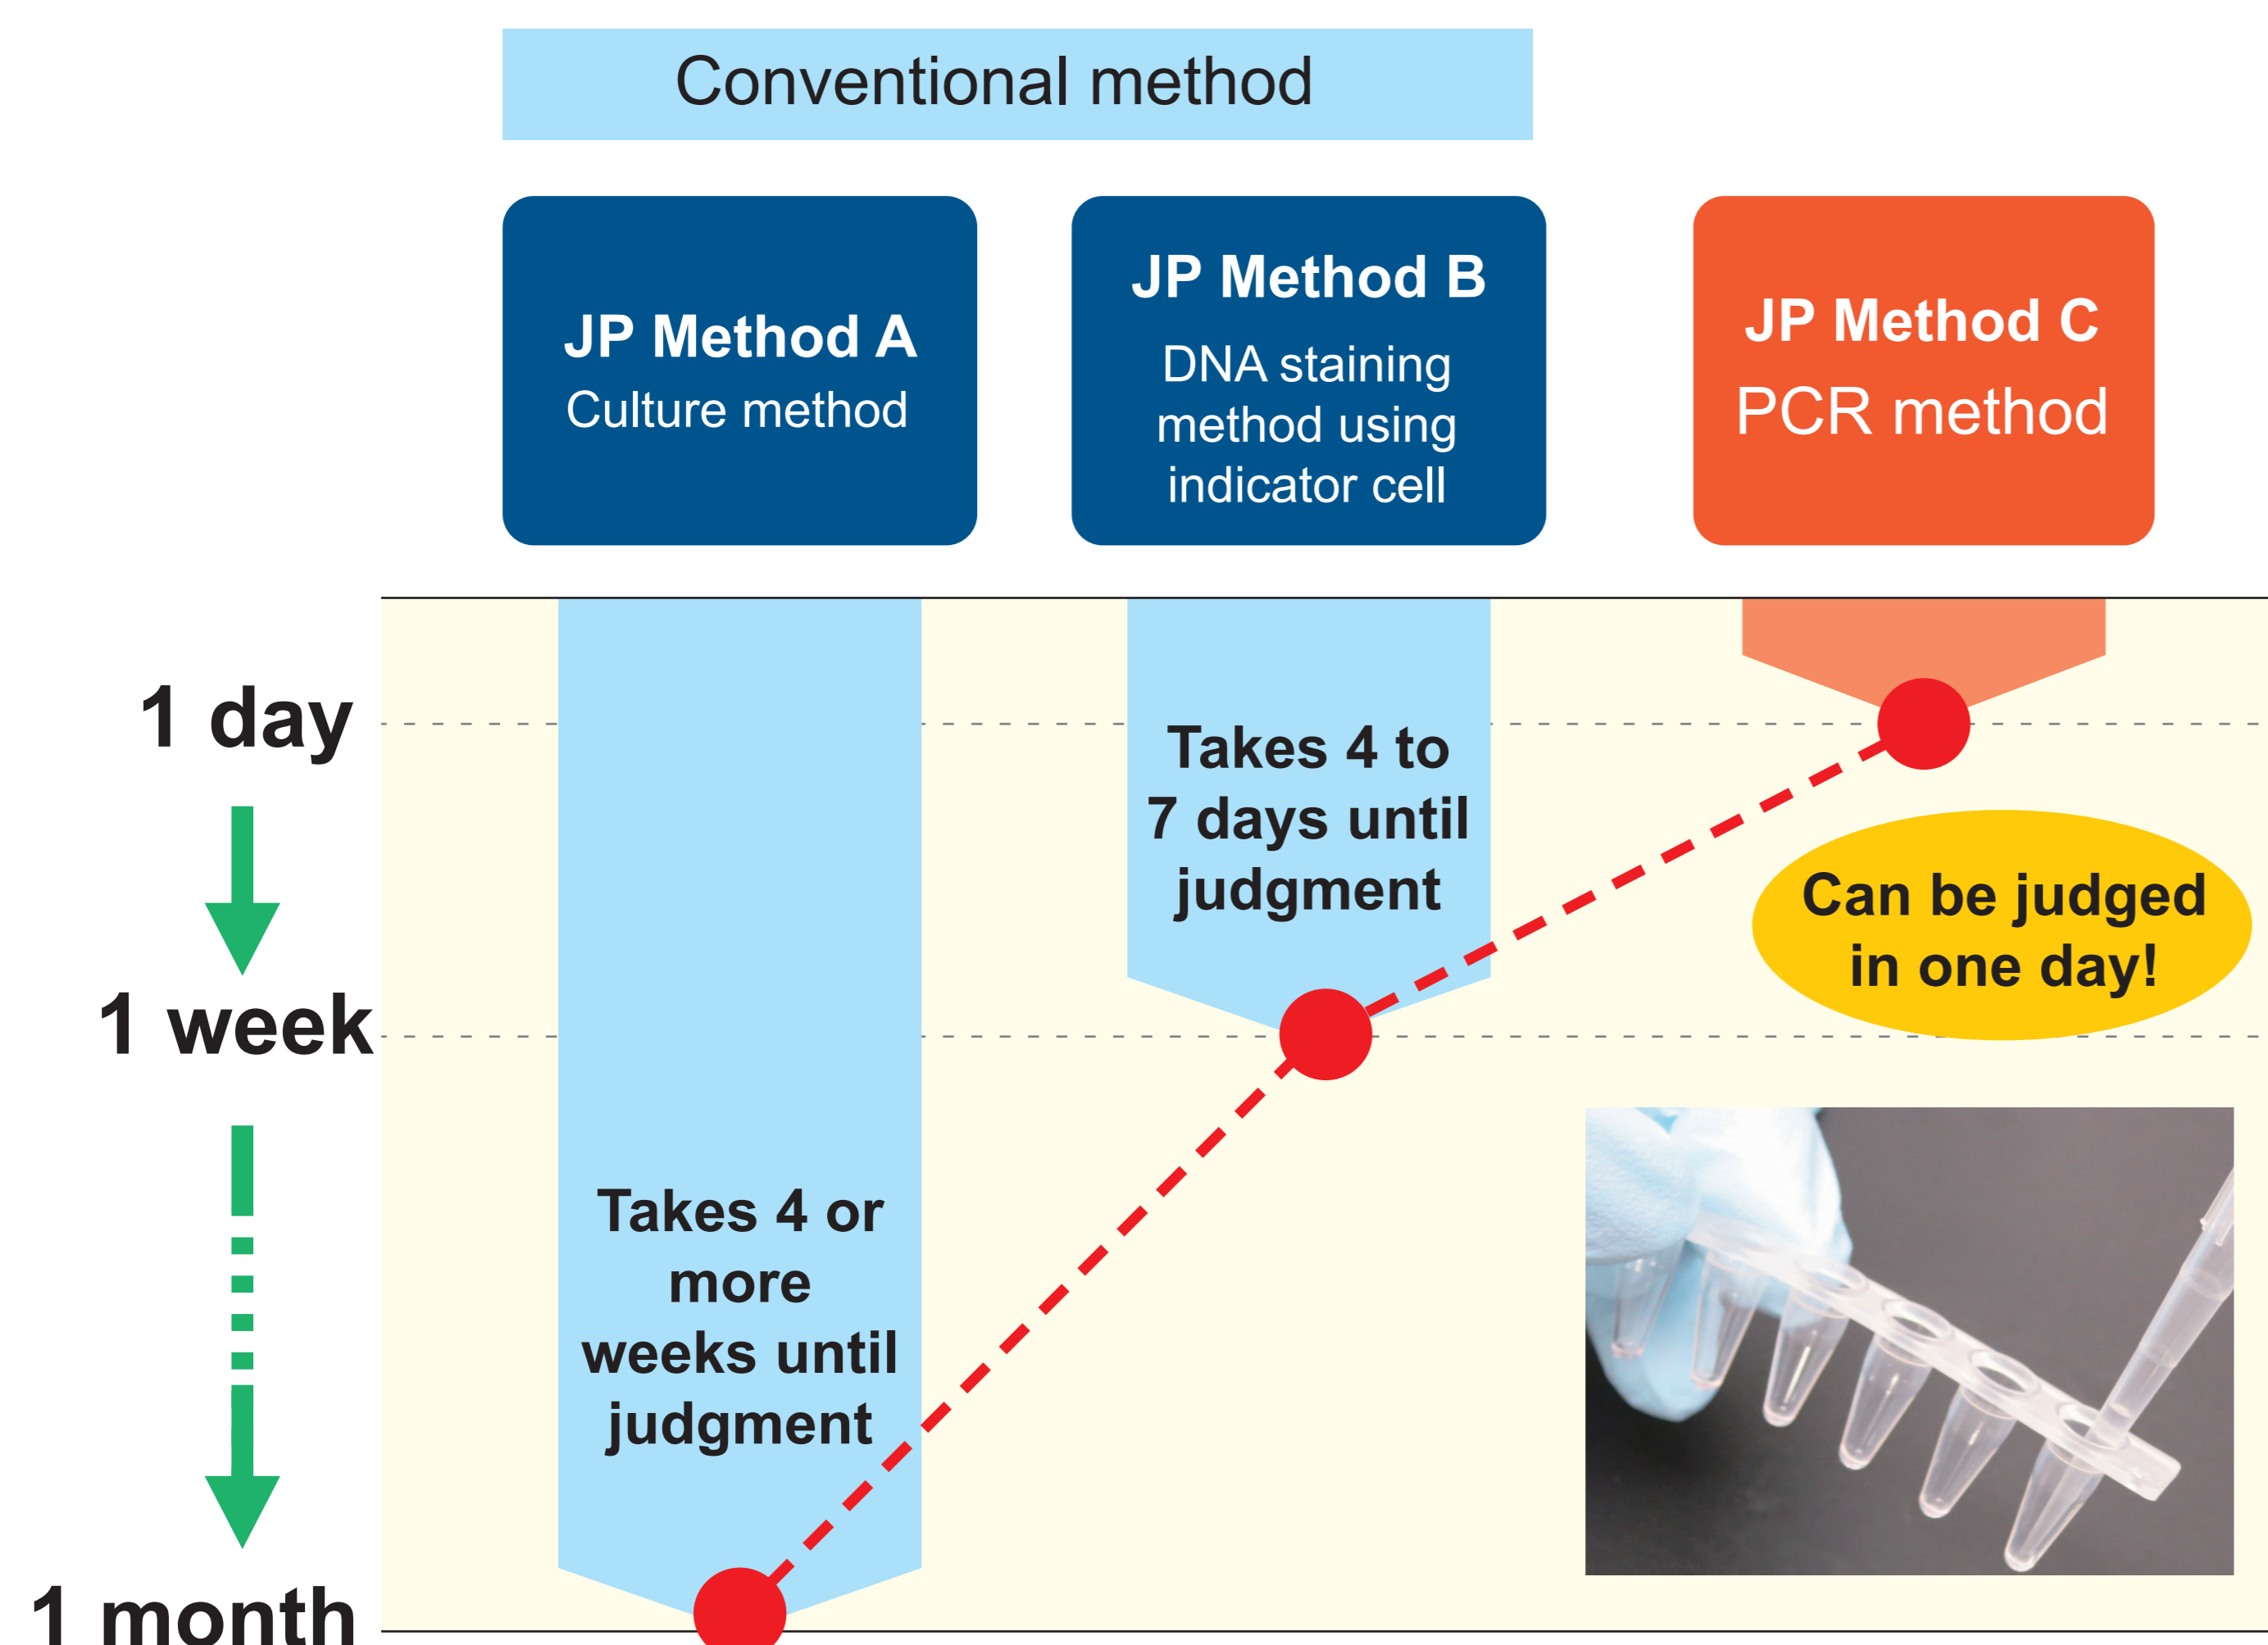 Conventional method
JP Method A
Culture method
JP Method B
DNA staining
method using
indicator cell
JP Method C
PCR method
1 day
1 week
1 month
Takes 4 or
more
weeks until
judgment
Takes 4 to
7 days until
judgment
Can be judged
in one day!